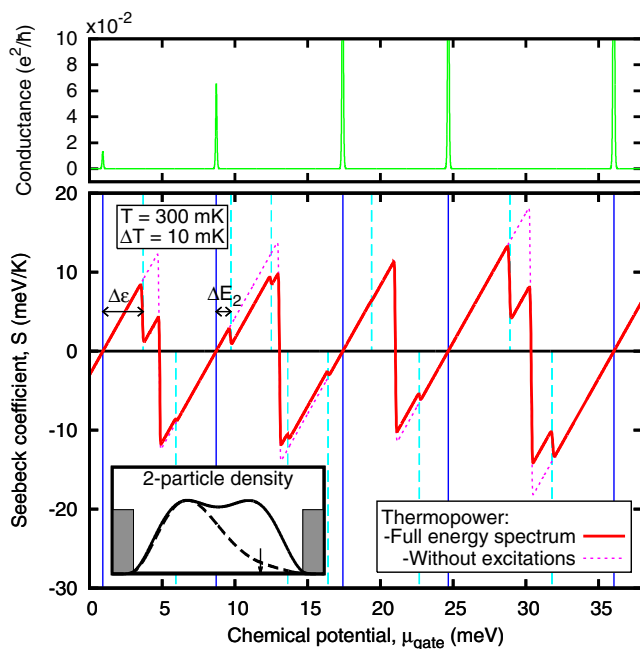 x10⁻²
Conductance (e²/ħ)
10
8
6
4
2
0
Seebeck coefficient, S (meV/K)
20
10
0
-10
-20
-30
T = 300 mK
ΔT = 10 mK
Δε
ΔE₂
2-particle density
Thermopower:
-Full energy spectrum
-Without excitations
0 5 10 15 20 25 30 35
Chemical potential, μgate (meV)